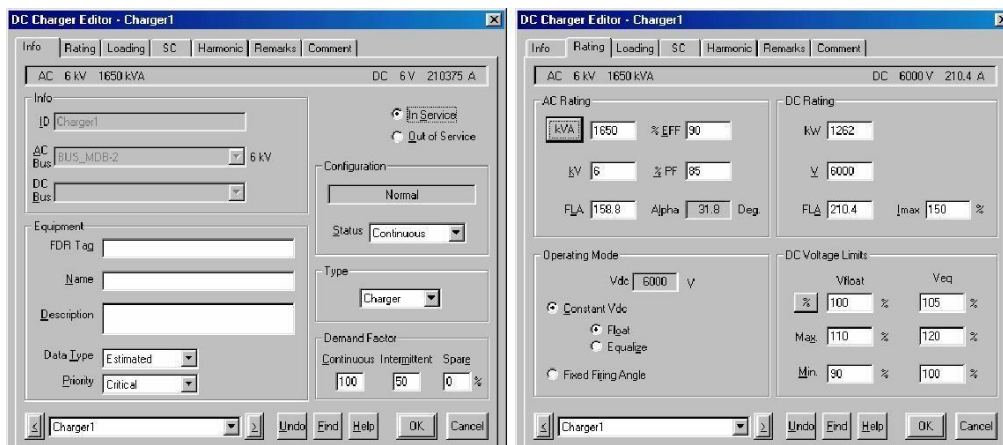 DC Charger Editor - Charger1
Info Rating Loading SC Harmonic Remarks Comment
AC 6 kV 1650 kVA DC 6 V 210375 A
Info
ID Charger1
AC Bus BUS_MDB-2 6 kV
DC Bus
In Service
Out of Service
Configuration
Normal
Status Continuous
Equipment
FDR Tag
Name
Description
Data Type Estimated
Priority Critical
Type
Charger
Demand Factor
Continuous Intermittent Spare
100 50 0 %
< Charger1 > Undo Find Help OK Cancel
DC Charger Editor - Charger1
Info Rating Loading SC Harmonic Remarks Comment
AC 6 kV 1650 kVA DC 6000 V 210.4 A
AC Rating
kVA 1650 % EFF 90
kV 6 % PF 85
FLA 158.8 Alpha 31.8 Deg.
DC Rating
kW 1262
V 6000
FLA 210.4 Imax 150 %
Operating Mode
Vdc 6000 V
Constant Vdc
Float
Equalize
Fixed Firing Angle
DC Voltage Limits
Vfloat Veq
% 100 % 105 %
Max. 110 % 120 %
Min. 90 % 100 %
< Charger1 > Undo Find Help OK Cancel